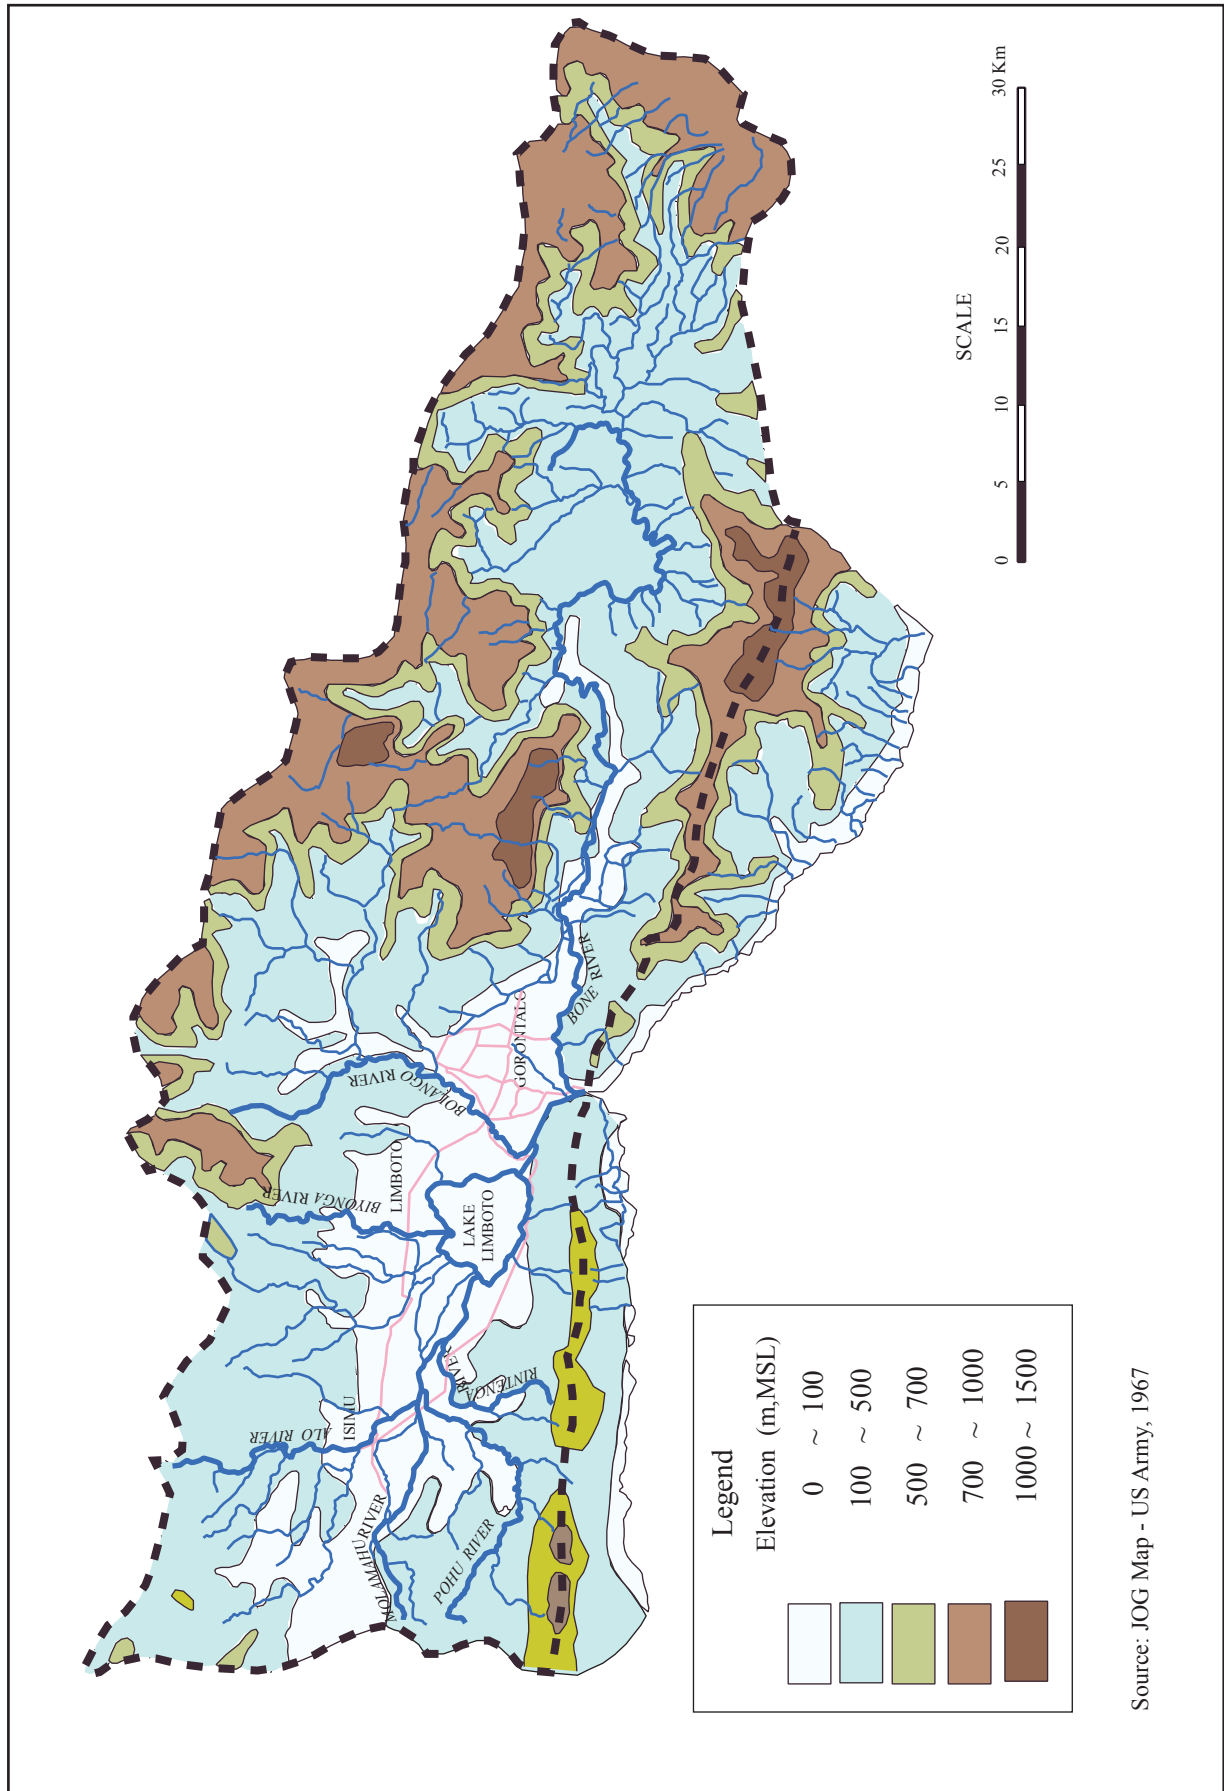 MOLAMAHU RIVER
POHU RIVER
ALO RIVER
ISIMU
RINTENGA
RIVER
BIYONGA RIVER
LIMBOTO
LAKE
LIMBOTO
BOLANGO RIVER
GORONTALO
BONE RIVER
Legend
Elevation (m,MSL)
0 ~ 100
100 ~ 500
500 ~ 700
700 ~ 1000
1000 ~ 1500
SCALE
0 5 10 15 20 25 30 Km
Source: JOG Map - US Army, 1967